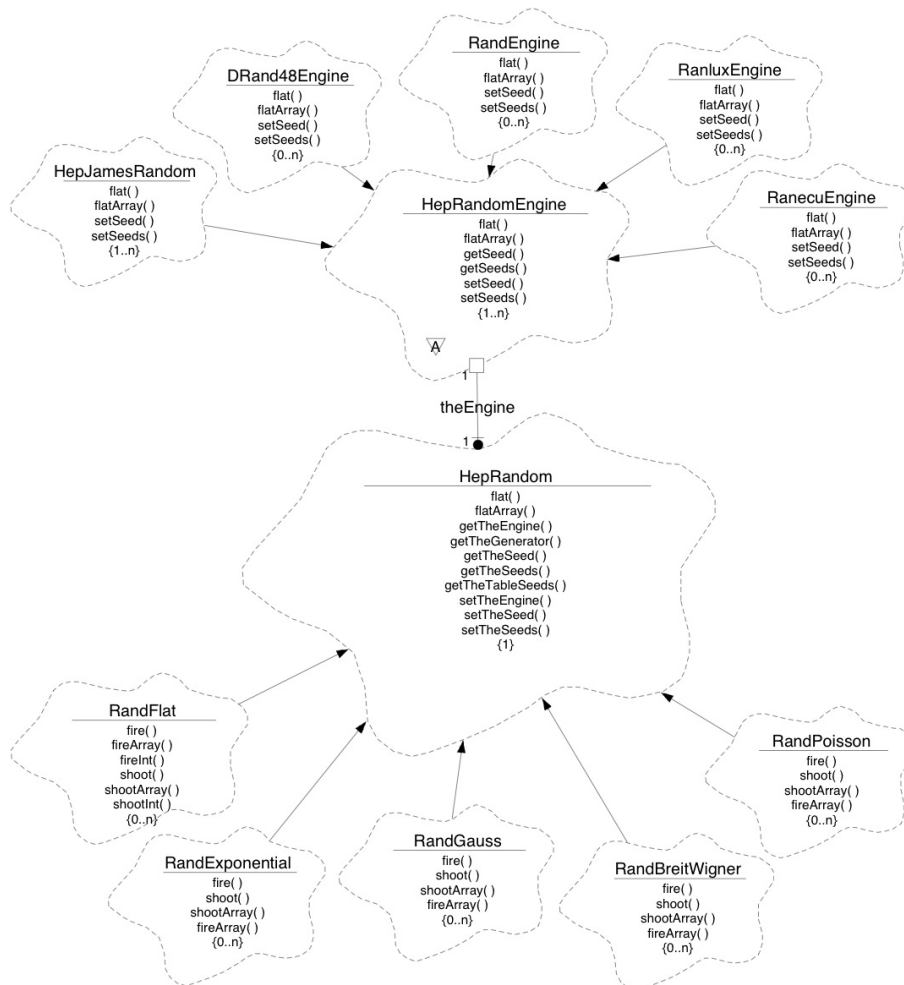 RandEngine
flat( )
flatArray( )
setSeed( )
setSeeds( )
{0..n}
DRand48Engine
flat( )
flatArray( )
setSeed( )
setSeeds( )
{0..n}
RanluxEngine
flat( )
flatArray( )
setSeed( )
setSeeds( )
{0..n}
HepJamesRandom
flat( )
flatArray( )
setSeed( )
setSeeds( )
{1..n}
HepRandomEngine
flat( )
flatArray( )
getSeed( )
getSeeds( )
setSeed( )
setSeeds( )
{1..n}
RanecuEngine
flat( )
flatArray( )
setSeed( )
setSeeds( )
{0..n}
A
1
theEngine
1
HepRandom
flat( )
flatArray( )
getTheEngine( )
getTheGenerator( )
getTheSeed( )
getTheSeeds( )
getTheTableSeeds( )
setTheEngine( )
setTheSeed( )
setTheSeeds( )
{1}
RandFlat
fire( )
fireArray( )
fireInt( )
shoot( )
shootArray( )
shootInt( )
{0..n}
RandPoisson
fire( )
shoot( )
shootArray( )
fireArray( )
{0..n}
RandExponential
fire( )
shoot( )
shootArray( )
fireArray( )
{0..n}
RandGauss
fire( )
shoot( )
shootArray( )
fireArray( )
{0..n}
RandBreitWigner
fire( )
shoot( )
shootArray( )
fireArray( )
{0..n}